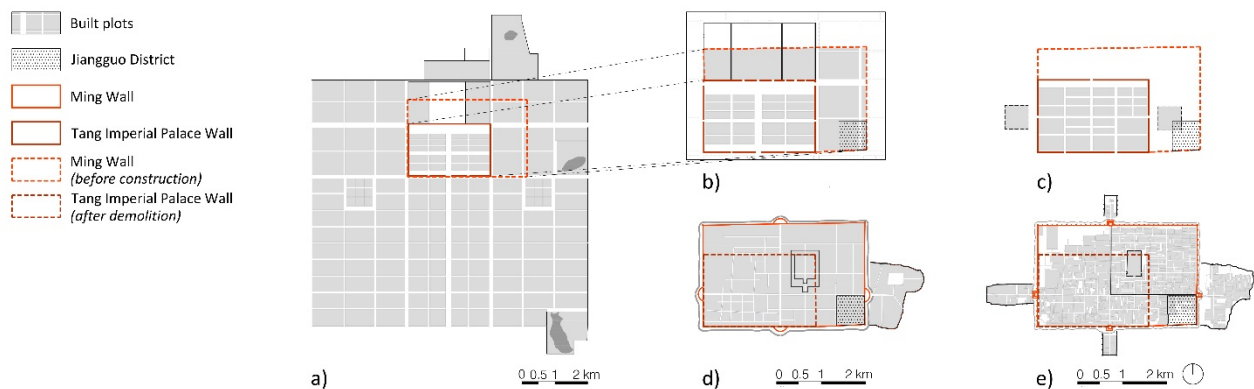 Built plots
Jiangguo District
Ming Wall
Tang Imperial Palace Wall
Ming Wall
(before construction)
Tang Imperial Palace Wall
(after demolition)
a)
0 0.5 1 2 km
b)
c)
d)
0 0.5 1 2 km
e)
0 0.5 1 2 km